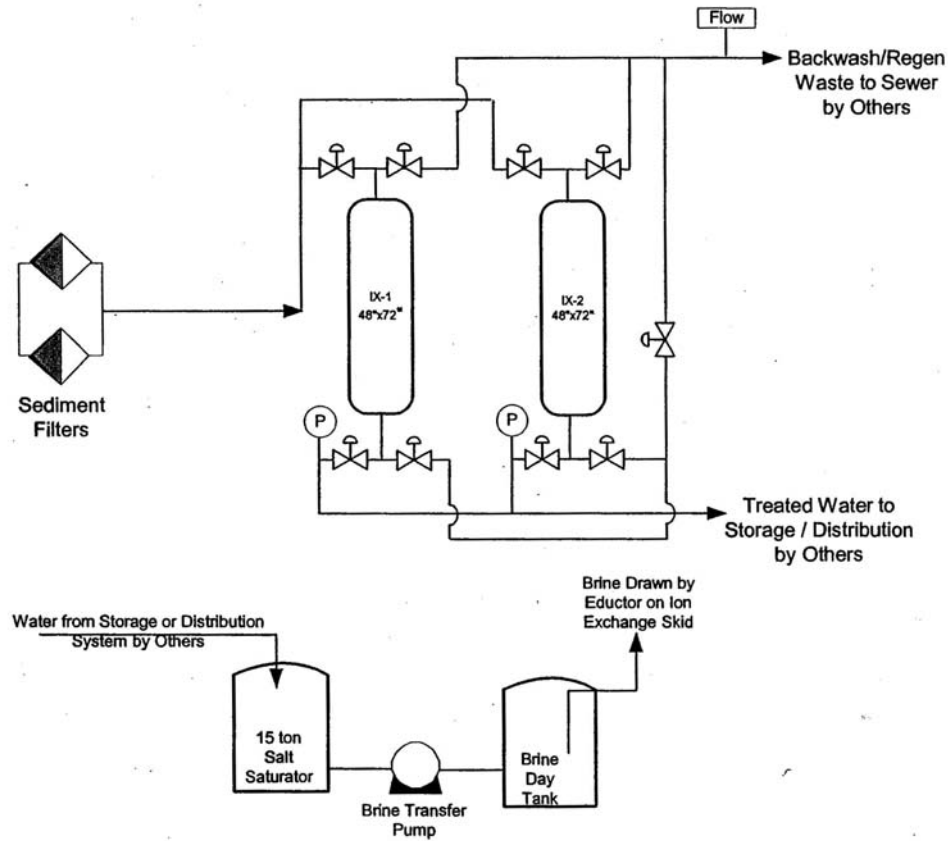 Flow
Backwash/Regen
Waste to Sewer
by Others
IX-1
48"x72"
IX-2
48"x72"
Sediment
Filters
P
P
Treated Water to
Storage / Distribution
by Others
Brine Drawn by
Eductor on Ion
Exchange Skid
Water from Storage or Distribution
System by Others
15 ton
Salt
Saturator
Brine
Day
Tank
Brine Transfer
Pump